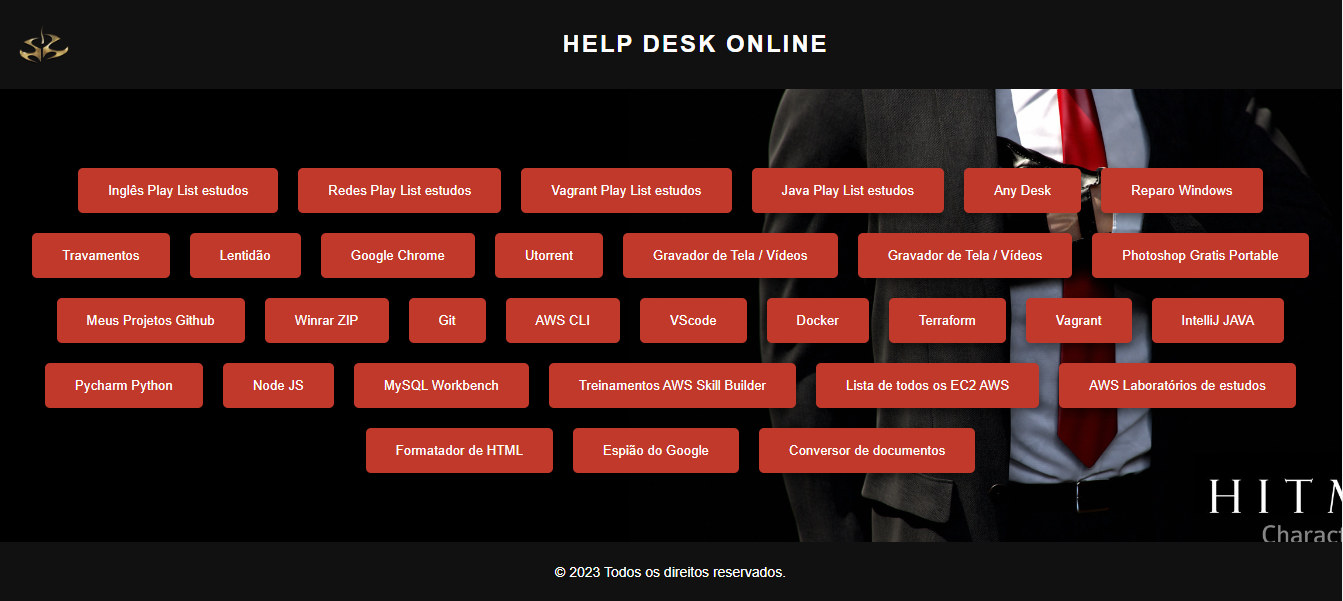 HELP DESK ONLINE
Inglês Play List estudos Redes Play List estudos Vagrant Play List estudos Java Play List estudos Any Desk Reparo Windows
Travamentos Lentidão Google Chrome Utorrent Gravador de Tela / Vídeos Gravador de Tela / Vídeos Photoshop Gratis Portable
Meus Projetos Github Winrar ZIP Git AWS CLI VScode Docker Terraform Vagrant IntelliJ JAVA
Pycharm Python Node JS MySQL Workbench Treinamentos AWS Skill Builder Lista de todos os EC2 AWS AWS Laboratórios de estudos
Formatador de HTML Espião do Google Conversor de documentos
© 2023 Todos os direitos reservados.